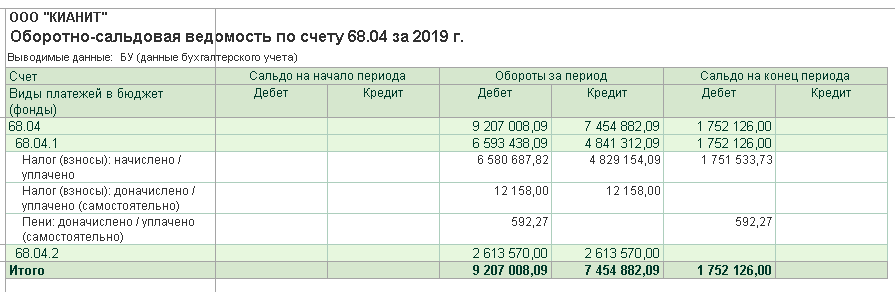 ООО "КИАНИТ"
Оборотно-сальдовая ведомость по счету 68.04 за 2019 г.
Выводимые данные: БУ (данные бухгалтерского учета)
Счет Сальдо на начало периода Обороты за период Сальдо на конец периода
Виды платежей в бюджет Дебет Кредит Дебет Кредит Дебет Кредит
(фонды)
68.04 9 207 008,09 7 454 882,09 1 752 126,00
68.04.1 6 593 438,09 4 841 312,09 1 752 126,00
Налог (взносы): начислено / 6 580 687,82 4 829 154,09 1 751 533,73
уплачено
Налог (взносы): доначислено / 12 158,00 12 158,00
уплачено (самостоятельно)
Пени: доначислено / уплачено 592,27 592,27
(самостоятельно)
68.04.2 2 613 570,00 2 613 570,00
Итого 9 207 008,09 7 454 882,09 1 752 126,00